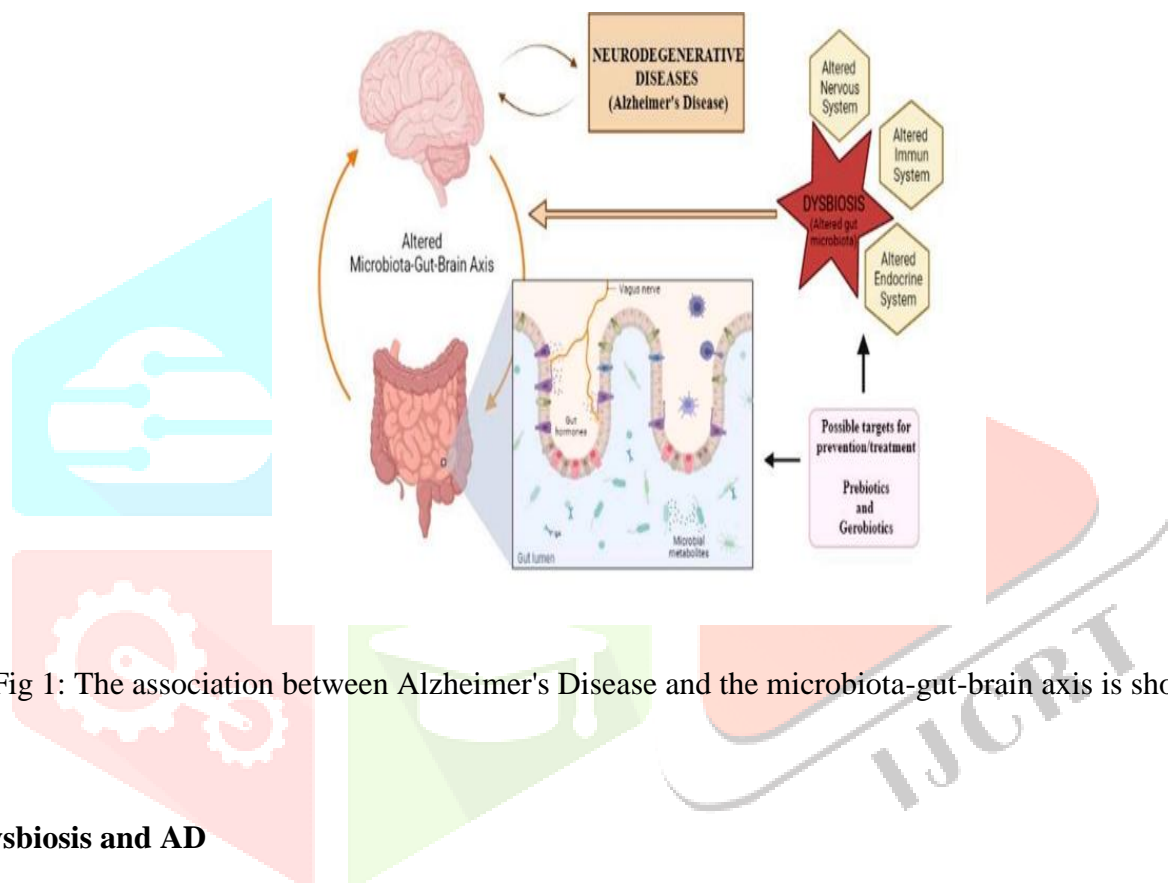 NEURODEGENERATIVE
DISEASES
(Alzheimer's Disease)
Altered
Nervous
System
Altered
Immun
System
DYSBIOSIS
(Altered gut
microbiota)
Altered
Endocrine
System
Altered
Microbiota-Gut-Brain Axis
Vagus nerve
Gut
hormones
Microbial
metabolites
Gut lumen
Possible targets for
prevention/treatment
Prebiotics
and
Gerobiotics
Fig 1: The association between Alzheimer's Disease and the microbiota-gut-brain axis is sho
IJCRT
ysbiosis and AD